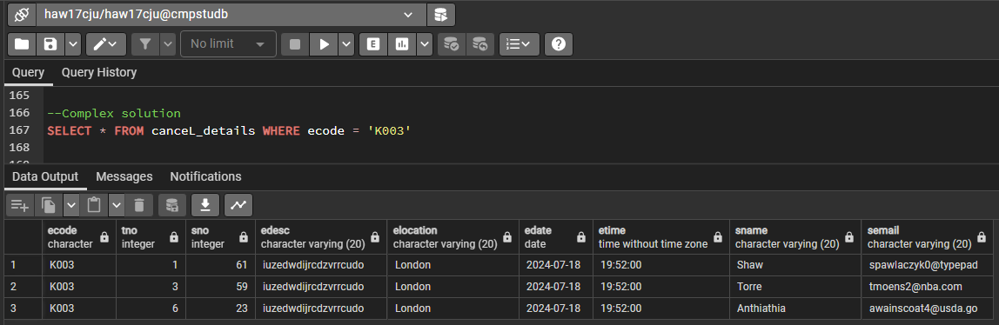 haw17cju/haw17cju@cmpstudb
No limit
E
Query Query History
165
166 --Complex solution
167 SELECT * FROM canceL_details WHERE ecode = 'K003'
168
Data Output Messages Notifications
ecode tno sno edesc elocation edate etime sname semail
character integer integer character varying (20) character varying (20) date time without time zone character varying (20) character varying (20)
1 K003 1 61 iuzedwdijrcdzvrrcudo London 2024-07-18 19:52:00 Shaw spawlaczyk0@typepad
2 K003 3 59 iuzedwdijrcdzvrrcudo London 2024-07-18 19:52:00 Torre tmoens2@nba.com
3 K003 6 23 iuzedwdijrcdzvrrcudo London 2024-07-18 19:52:00 Anthiathia awainscoat4@usda.go